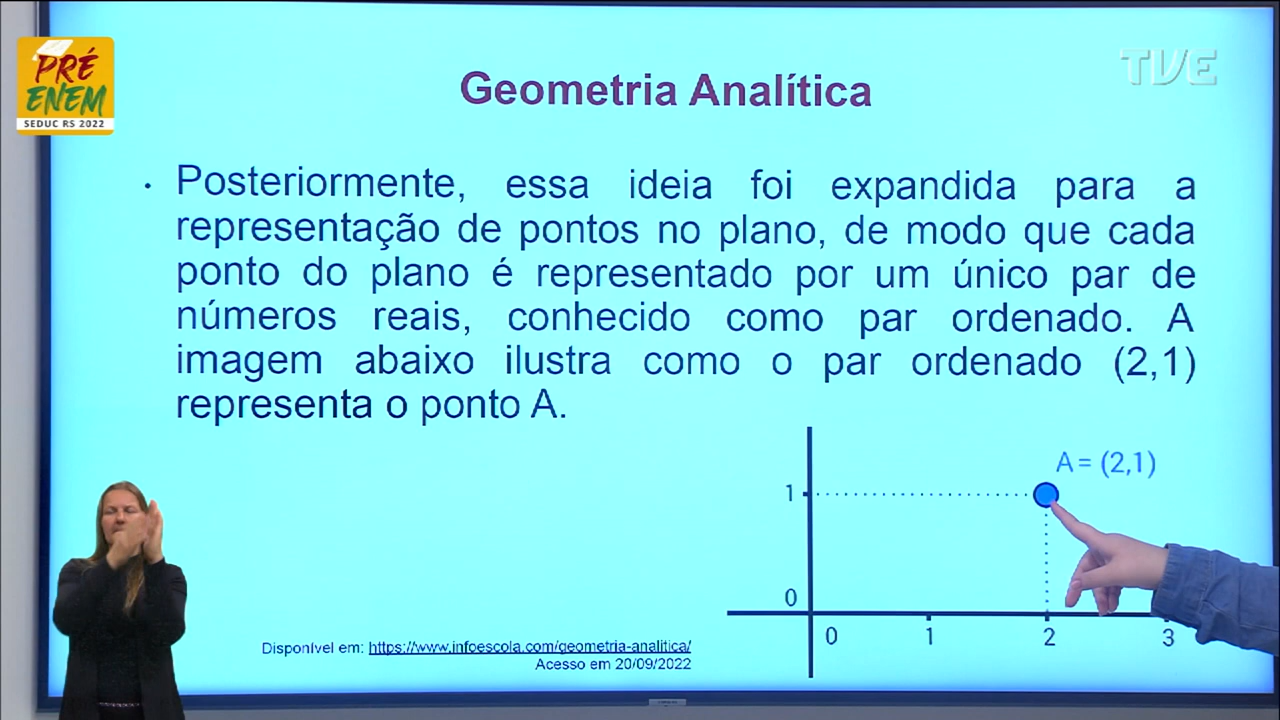 PRÉ
ENEM
SEDUC RS 2022
TVE
Geometria Analítica
• Posteriormente, essa ideia foi expandida para a
representação de pontos no plano, de modo que cada
ponto do plano é representado por um único par de
números reais, conhecido como par ordenado. A
imagem abaixo ilustra como o par ordenado (2,1)
representa o ponto A.
A = (2,1)
1
0
0 1 2 3
Disponível em: https://www.infoescola.com/geometria-analitica/
Acesso em 20/09/2022